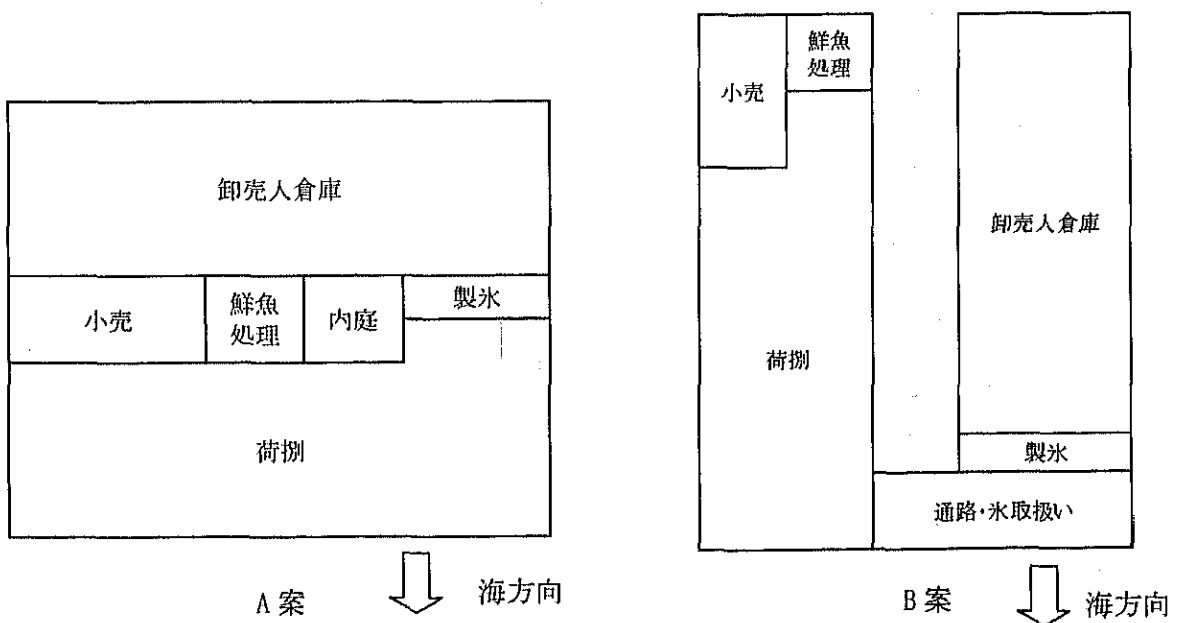 卸売人倉庫
小売
鮮魚
処理
内庭
製氷
荷捌
A案
海方向
小売
鮮魚
処理
荷捌
卸売人倉庫
製氷
通路・氷取扱い
B案
海方向